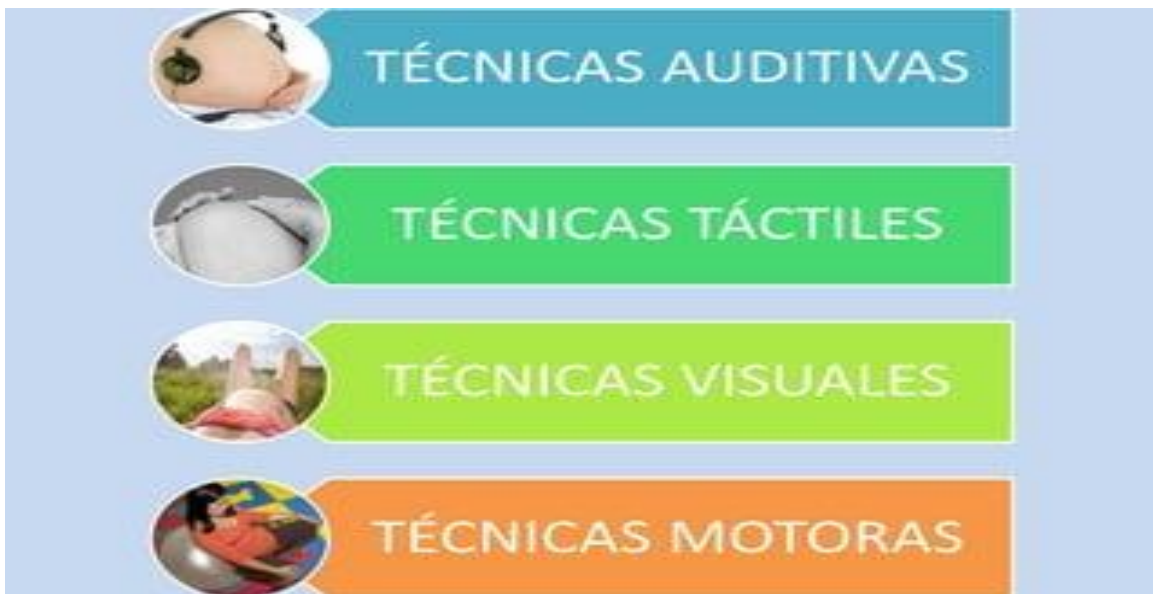 TÉCNICAS AUDITIVAS
TÉCNICAS TÁCTILES
TÉCNICAS VISUALES
TÉCNICAS MOTORAS